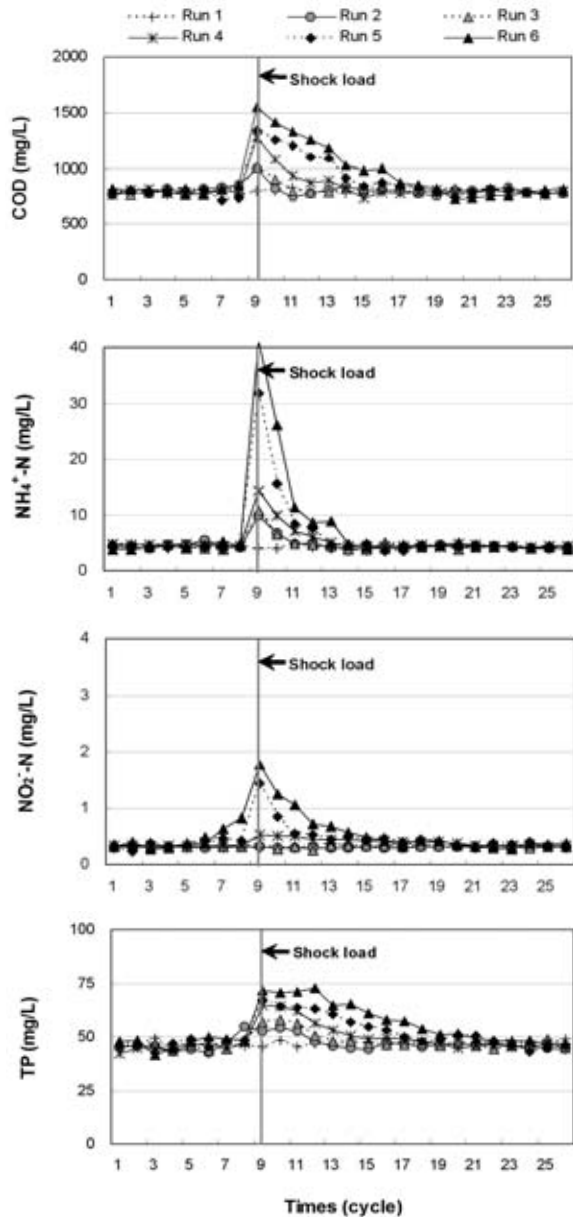 Run 1 Run 2 Run 3
Run 4 Run 5 Run 6
2000
Shock load
1500
COD (mg/L)
1000
500
0
1 3 5 7 9 11 13 15 17 19 21 23 25
40
Shock load
30
NH₄⁺-N (mg/L)
20
10
0
1 3 5 7 9 11 13 15 17 19 21 23 25
4
Shock load
3
NO₂⁻-N (mg/L)
2
1
0
1 3 5 7 9 11 13 15 17 19 21 23 25
100
Shock load
75
TP (mg/L)
50
25
0
1 3 5 7 9 11 13 15 17 19 21 23 25
Times (cycle)